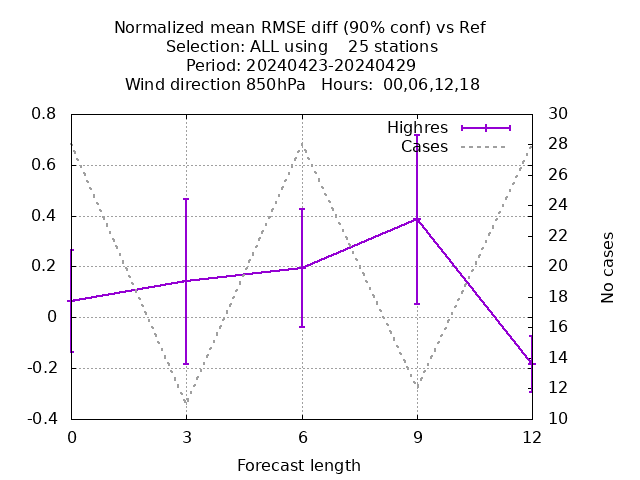 Normalized mean RMSE diff (90% conf) vs Ref
Selection: ALL using    25 stations
Period: 20240423-20240429
Wind direction 850hPa   Hours:  00,06,12,18
Highres
Cases
0.8
0.6
0.4
0.2
0
-0.2
-0.4
30
28
26
24
22
20
18
16
14
12
10
No cases
0 3 6 9 12
Forecast length